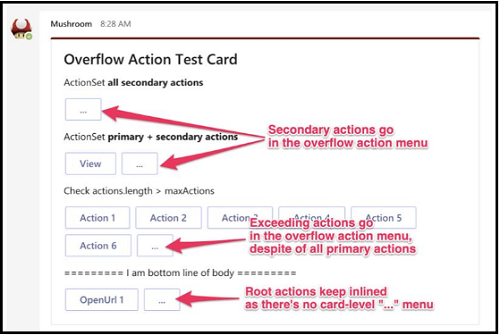 Mushroom 8:28 AM
Overflow Action Test Card
ActionSet all secondary actions
...
Secondary actions go
in the overflow action menu
ActionSet primary + secondary actions
View ...
Check actions.length > maxActions
Action 1 Action 2 Action 3 Action 4 Action 5
Exceeding actions go
in the overflow action menu,
despite of all primary actions
Action 6 ...
========= I am bottom line of body =========
Root actions keep inlined
as there's no card-level "..." menu
OpenUrl 1 ...